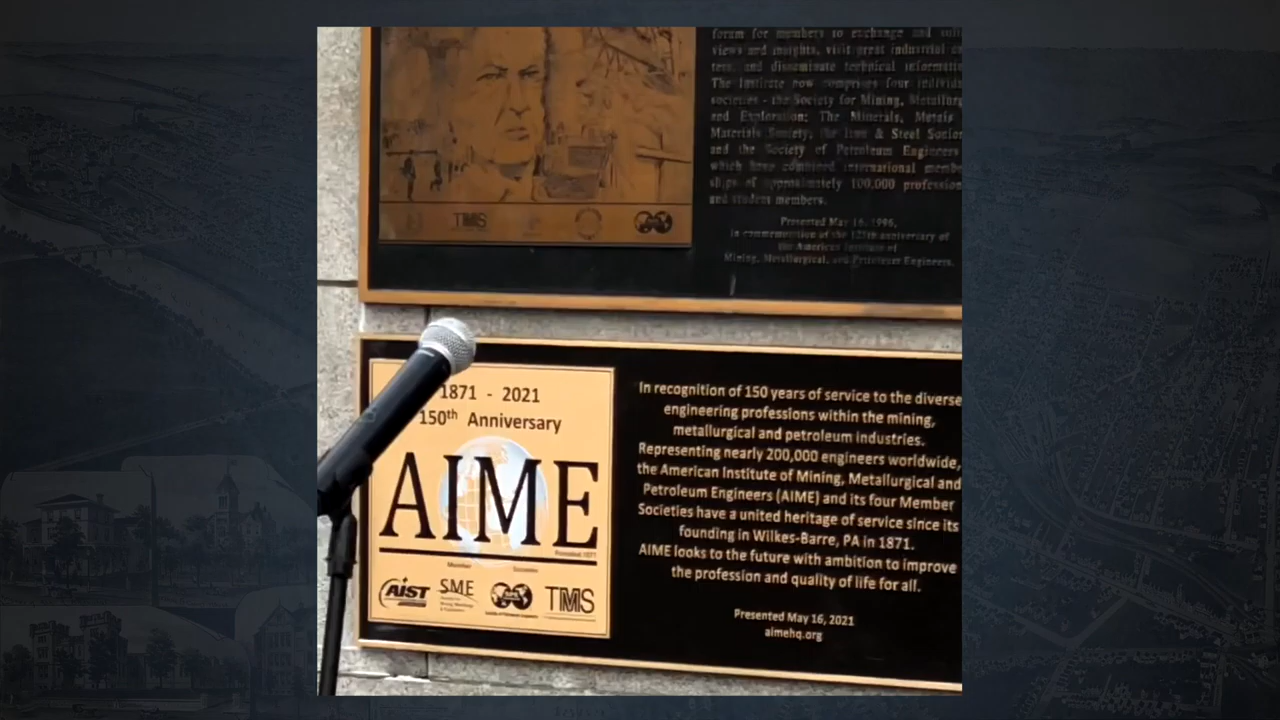 forum for members to exchange and
views and insights, visit great industrial
and disseminate technical
The Institute now comprises four
societies - the Society for Mining,
and Exploration; The Minerals, Metals
Materials Society; the Iron & Steel
and the Society of Petroleum Engineers
which have combined international
ships of approximately 100,000
and student members.
TMS
Presented May 16, 1996,
in commemoration of the 125th anniversary of
the American Institute of
Mining, Metallurgical, and Petroleum Engineers.
1871 - 2021
150th Anniversary
AIME
Founded 1871
Member Societies
AIST
SME
TMS
In recognition of 150 years of service to the diverse
engineering professions within the mining,
metallurgical and petroleum industries.
Representing nearly 200,000 engineers worldwide,
the American Institute of Mining, Metallurgical and
Petroleum Engineers (AIME) and its four Member
Societies have a united heritage of service since its
founding in Wilkes-Barre, PA in 1871.
AIME looks to the future with ambition to improve
the profession and quality of life for all.
Presented May 16, 2021
aimehq.org